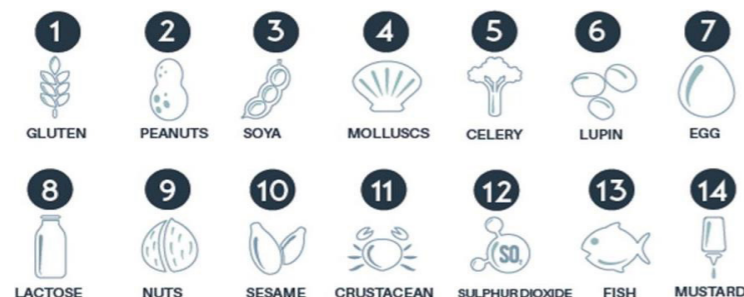 1 2 3 4 5 6 7
GLUTEN PEANUTS SOYA MOLLUSCS CELERY LUPIN EGG
8 9 10 11 12 13 14
SO₂
LACTOSE NUTS SESAME CRUSTACEAN SULPHUR DIOXIDE FISH MUSTARD